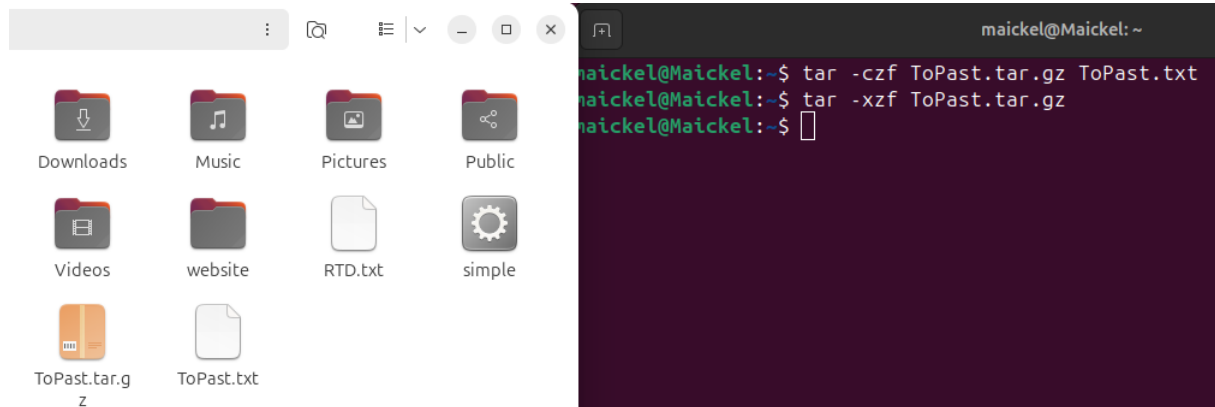 maickel@Maickel: ~
maickel@Maickel:~$ tar -czf ToPast.tar.gz ToPast.txt
maickel@Maickel:~$ tar -xzf ToPast.tar.gz
maickel@Maickel:~$
Downloads
Music
Pictures
Public
Videos
website
RTD.txt
simple
ToPast.tar.g
z
ToPast.txt